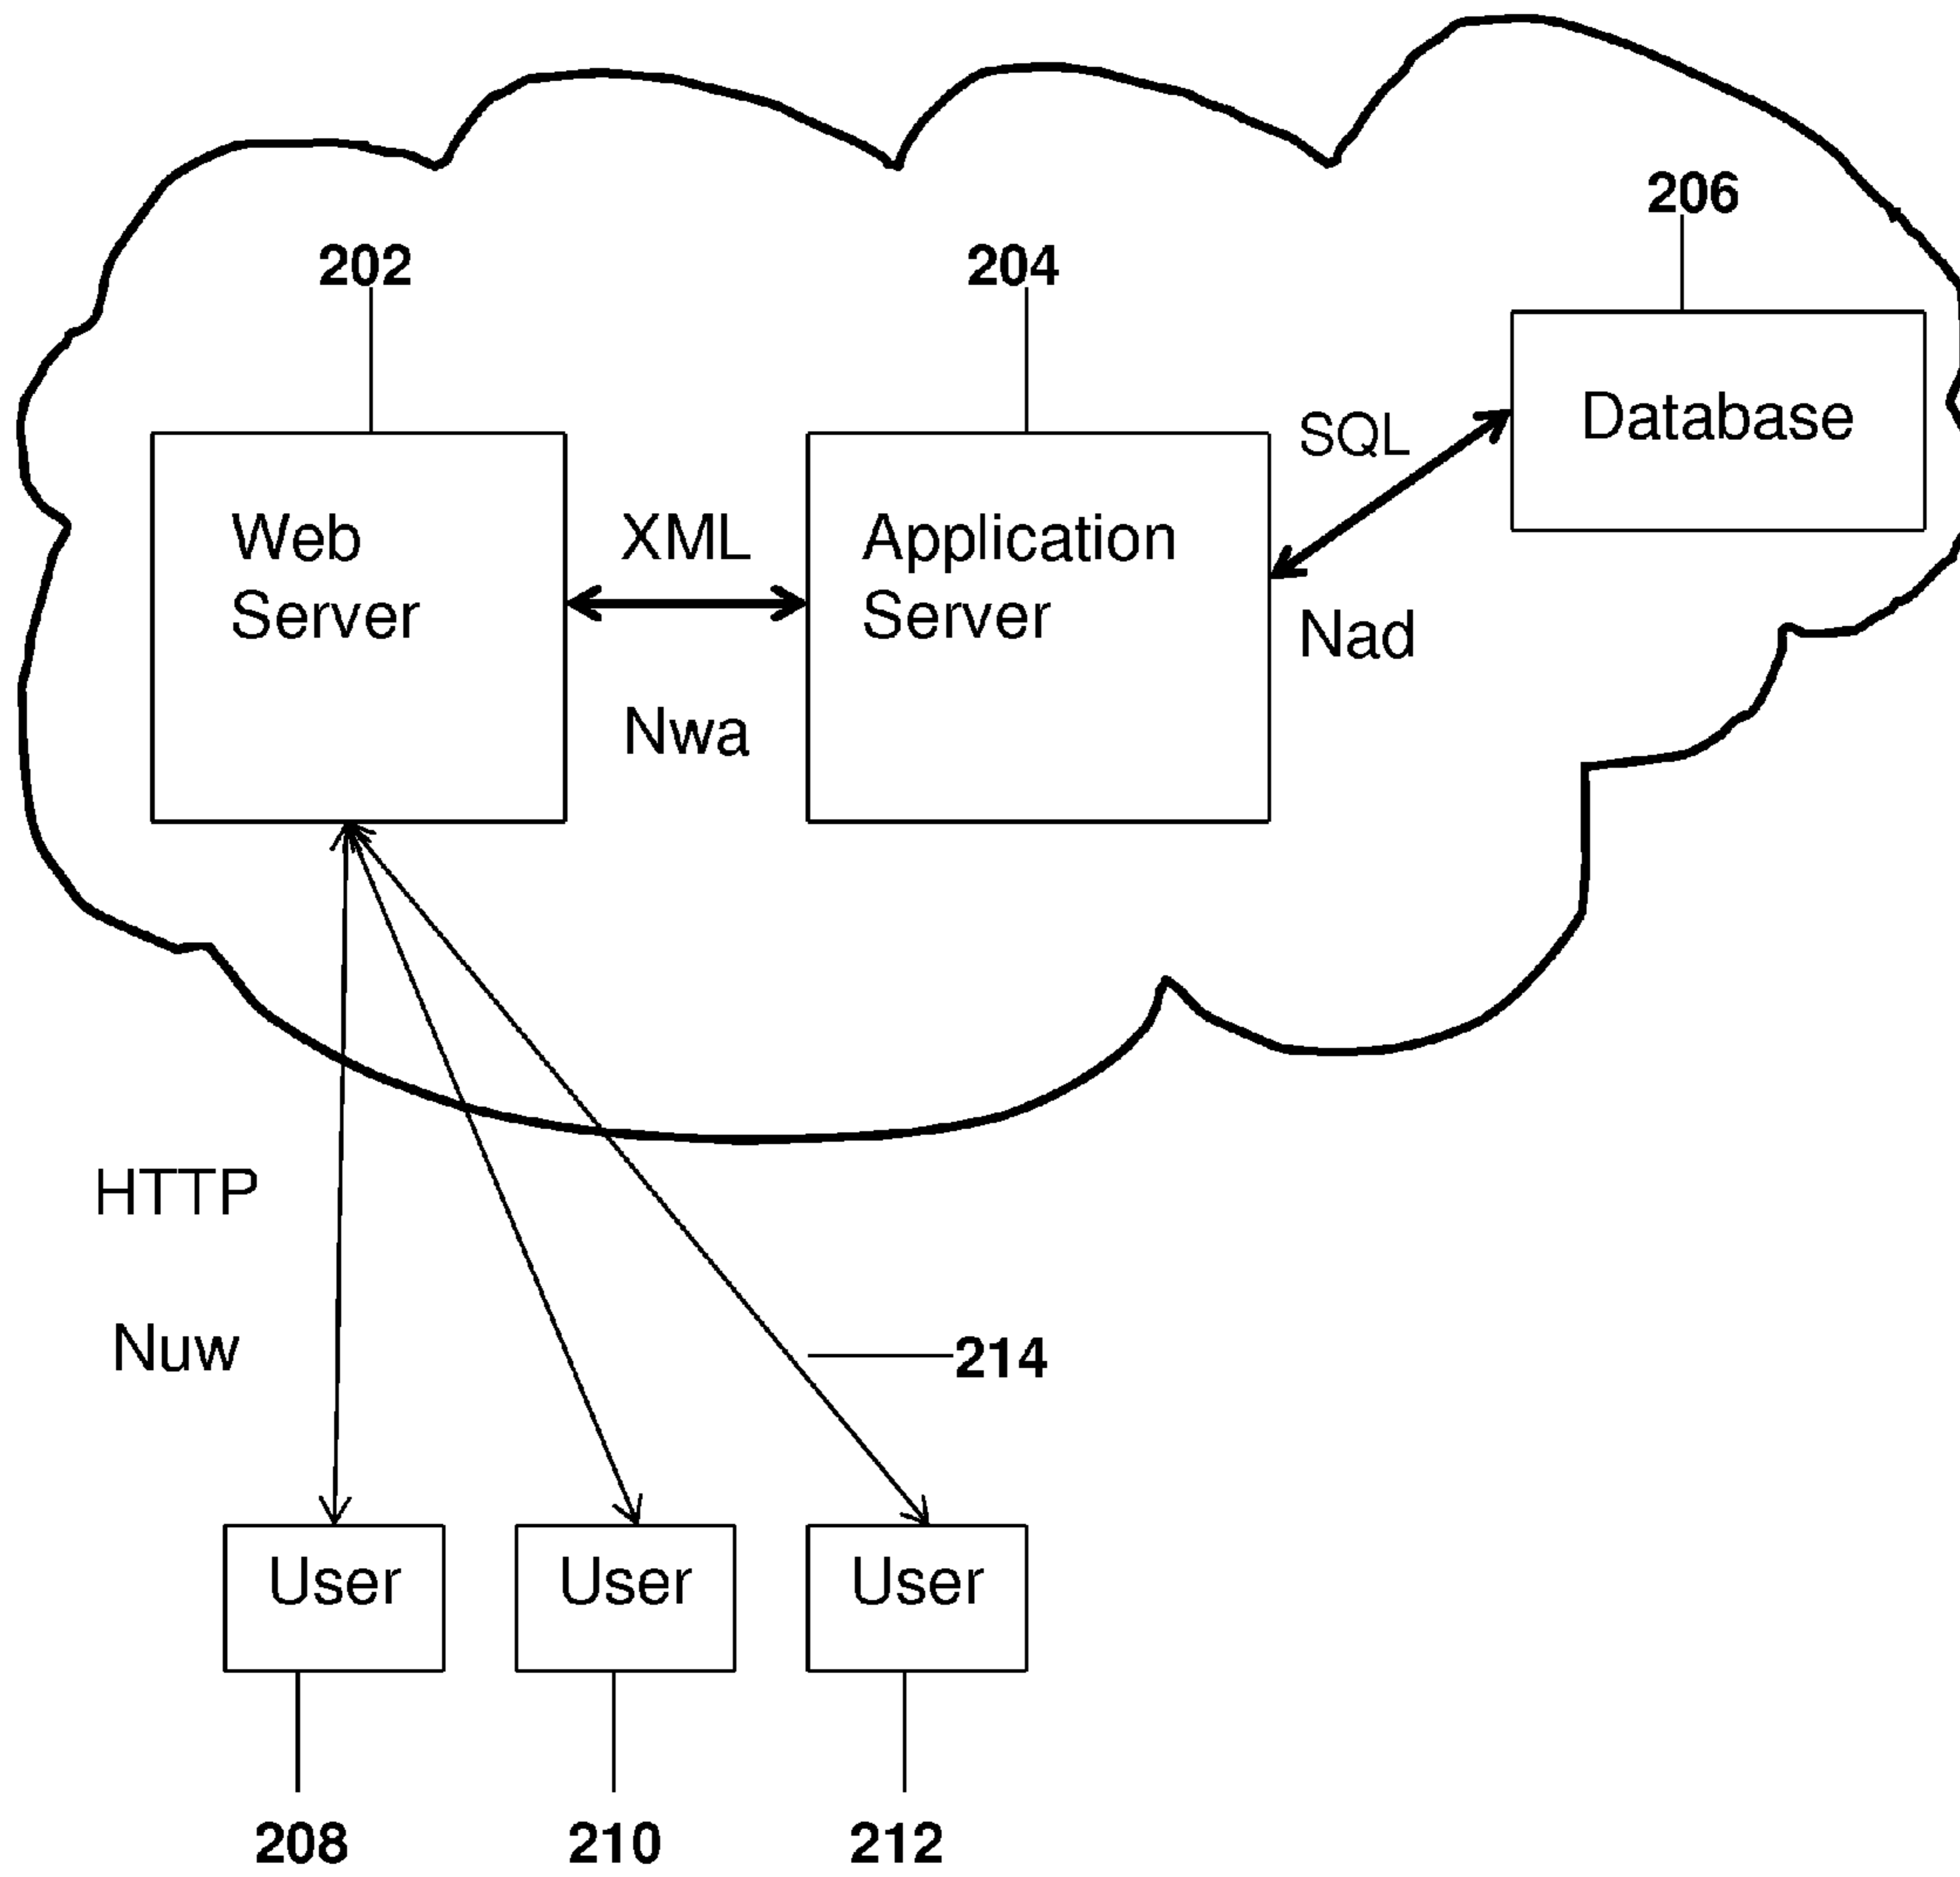 206
202
204
Database
SQL
Web
Server
XML
Application
Server
Nad
Nwa
HTTP
Nuw
214
User
User
User
208
210
212